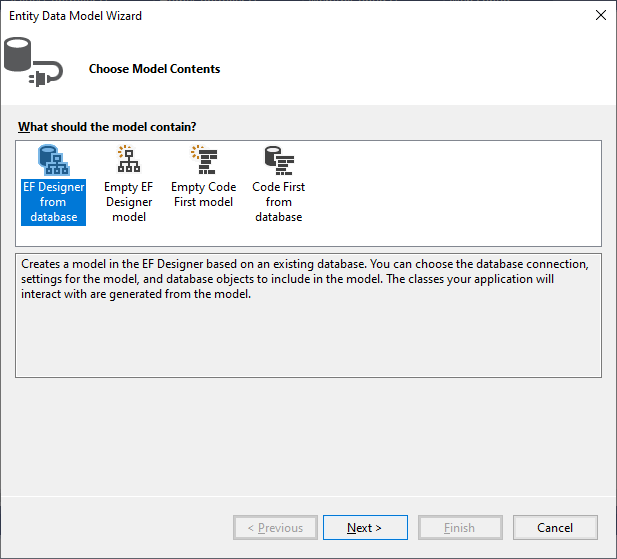 Entity Data Model Wizard
Choose Model Contents
What should the model contain?
EF Designer from database
Empty EF Designer model
Empty Code First model
Code First from database
Creates a model in the EF Designer based on an existing database. You can choose the database connection,
settings for the model, and database objects to include in the model. The classes your application will
interact with are generated from the model.
< Previous
Next >
Finish
Cancel